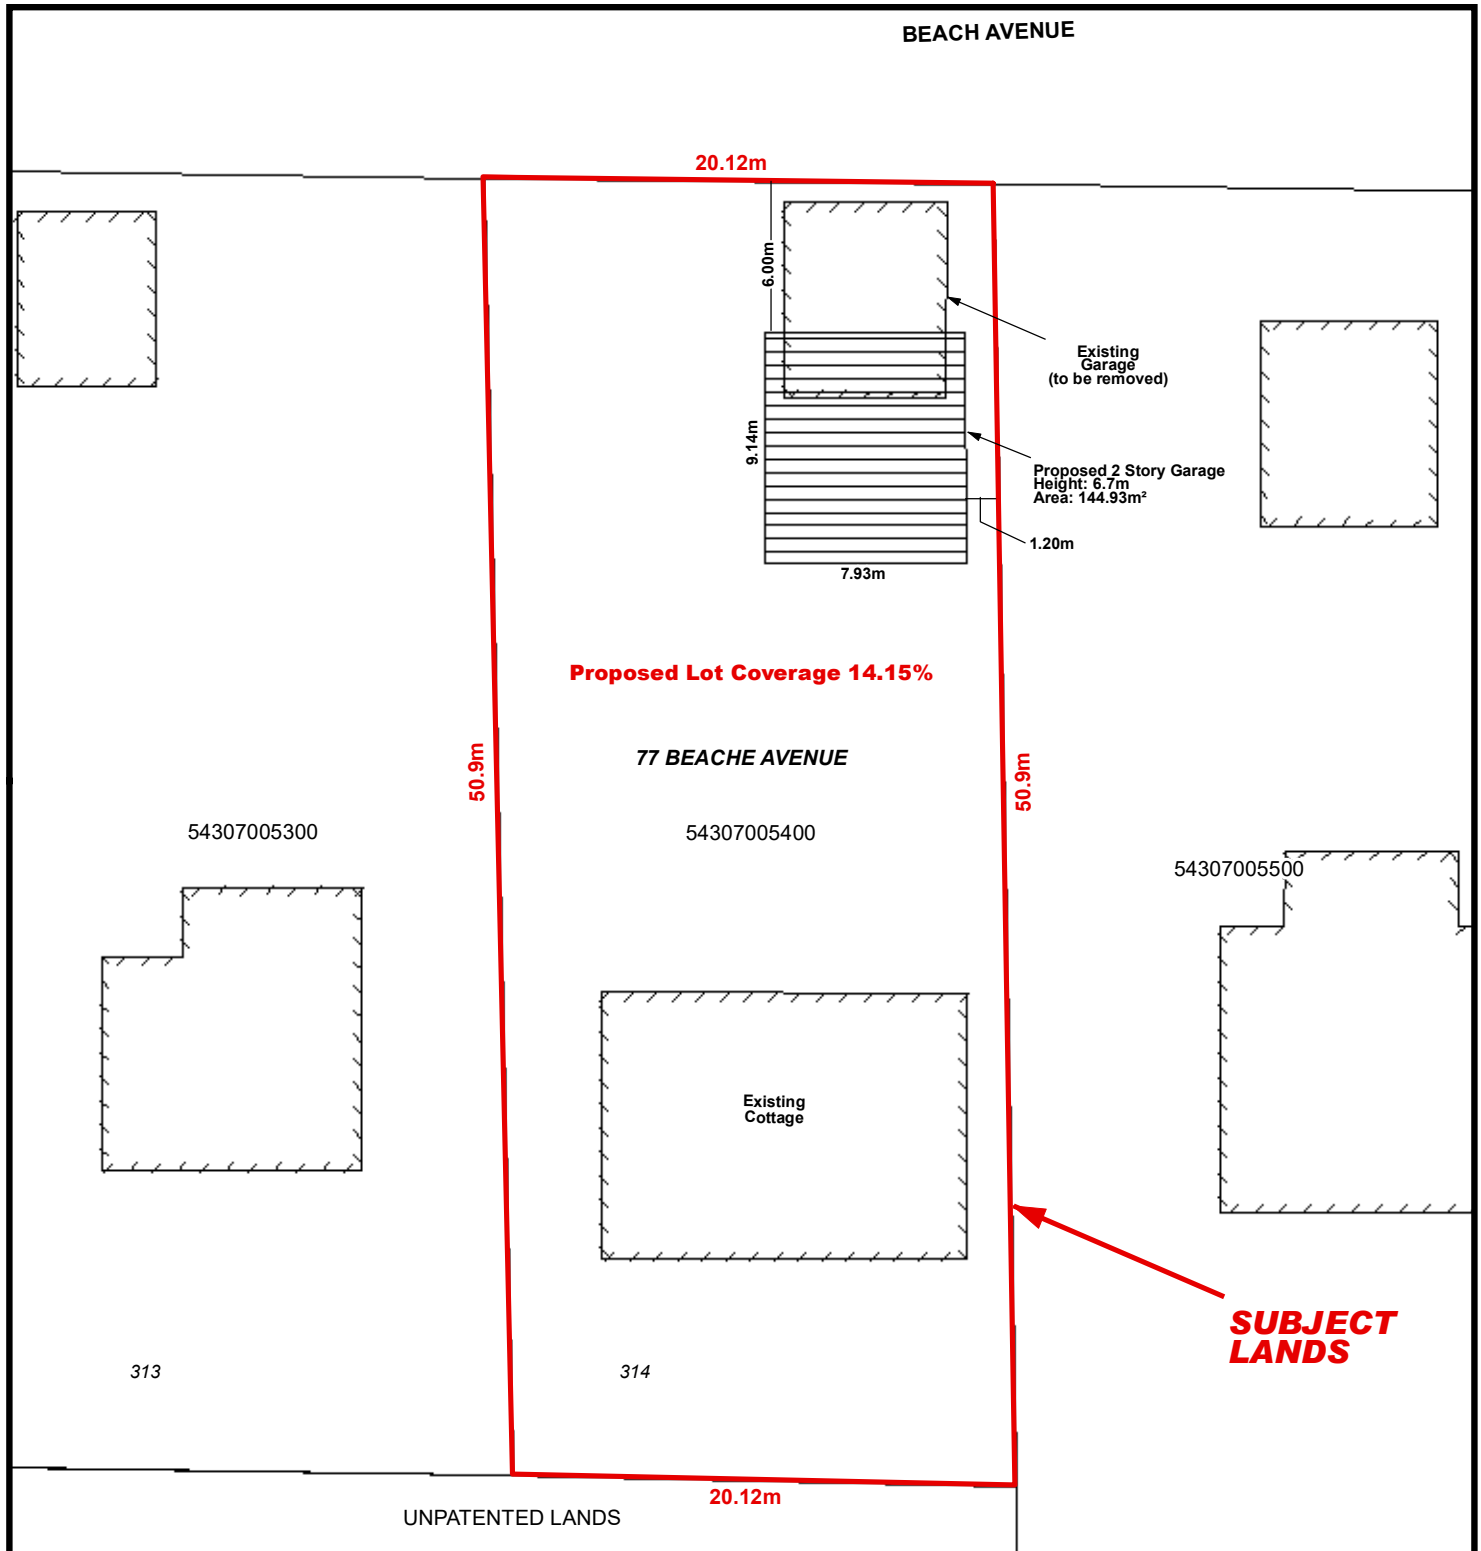 BEACH AVENUE
20.12m
6.00m
Existing
Garage
(to be removed)
9.14m
Proposed 2 Story Garage
Height: 6.7m
Area: 144.93m²
1.20m
7.93m
Proposed Lot Coverage 14.15%
77 BEACHE AVENUE
50.9m
50.9m
54307005300
54307005400
54307005500
Existing
Cottage
SUBJECT
LANDS
313
314
20.12m
UNPATENTED LANDS